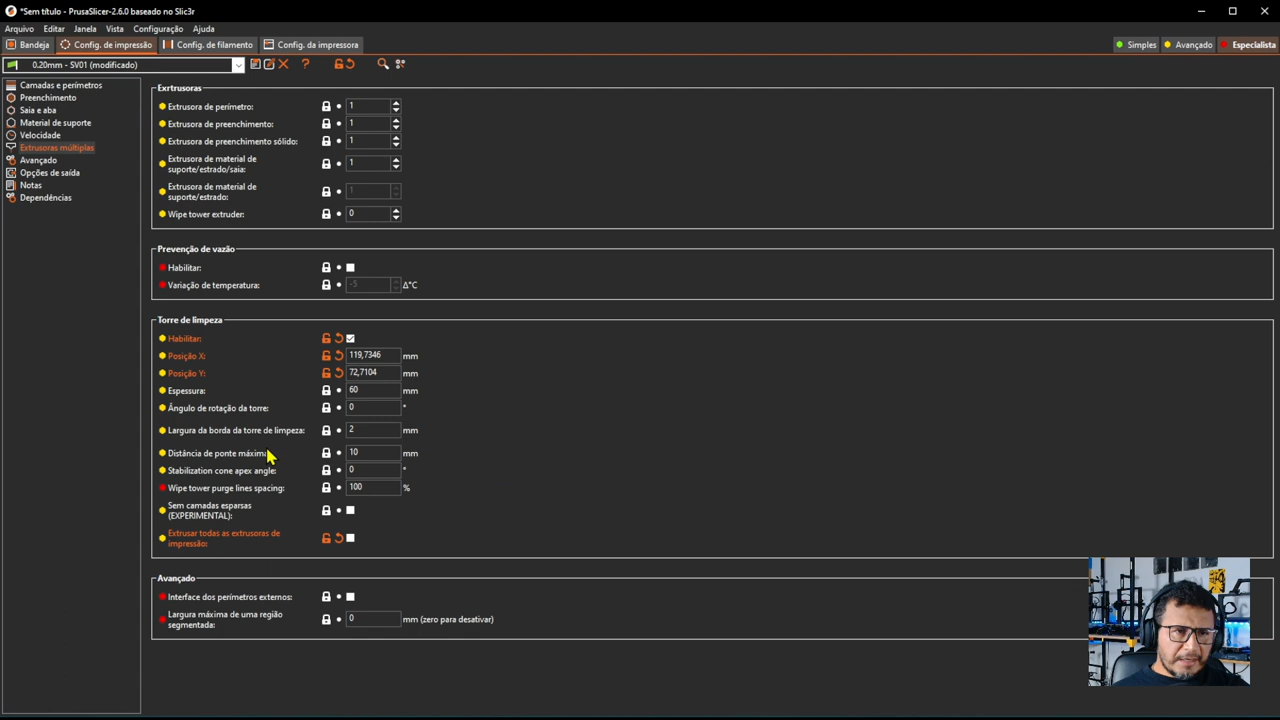 *Sem título - PrusaSlicer-2.6.0 baseado no Slic3r
Arquivo Editar Janela Vista Configuração Ajuda
Bandeja Config. de impressão Config. de filamento Config. da impressora Simples Avançado Especialista
0.20mm - SV01 (modificado)
Camadas e perímetros
Preenchimento
Saia e aba
Material de suporte
Velocidade
Extrusoras múltiplas
Avançado
Opções de saída
Notas
Dependências
Exrtrusoras
Extrusora de perímetro: 1
Extrusora de preenchimento: 1
Extrusora de preenchimento sólido: 1
Extrusora de material de
suporte/estrado/saia: 1
Extrusora de material de
suporte/estrado: 1
Wipe tower extruder: 0
Prevenção de vazão
Habilitar:
Variação de temperatura: -5 Δ°C
Torre de limpeza
Habilitar:
Posição X: 119,7346 mm
Posição Y: 72,7104 mm
Espessura: 60 mm
Ângulo de rotação da torre: 0 °
Largura da borda da torre de limpeza: 2 mm
Distância de ponte máxima 10 mm
Stabilization cone apex angle: 0 °
Wipe tower purge lines spacing: 100 %
Sem camadas esparsas
(EXPERIMENTAL):
Extrusar todas as extrusoras de
impressão:
Avançado
Interface dos perímetros externos:
Largura máxima de uma região
segmentada: 0 mm (zero para desativar)